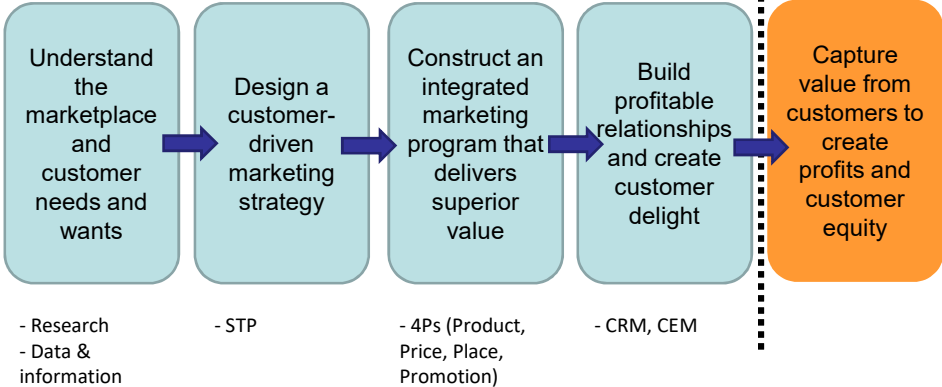 Understand
the
marketplace
and
customer
needs and
wants
Design a
customer-
driven
marketing
strategy
Construct an
integrated
marketing
program that
delivers
superior
value
Build
profitable
relationships
and create
customer
delight
Capture
value from
customers to
create
profits and
customer
equity
- Research
- Data &
information
- STP
- 4Ps (Product,
Price, Place,
Promotion)
- CRM, CEM